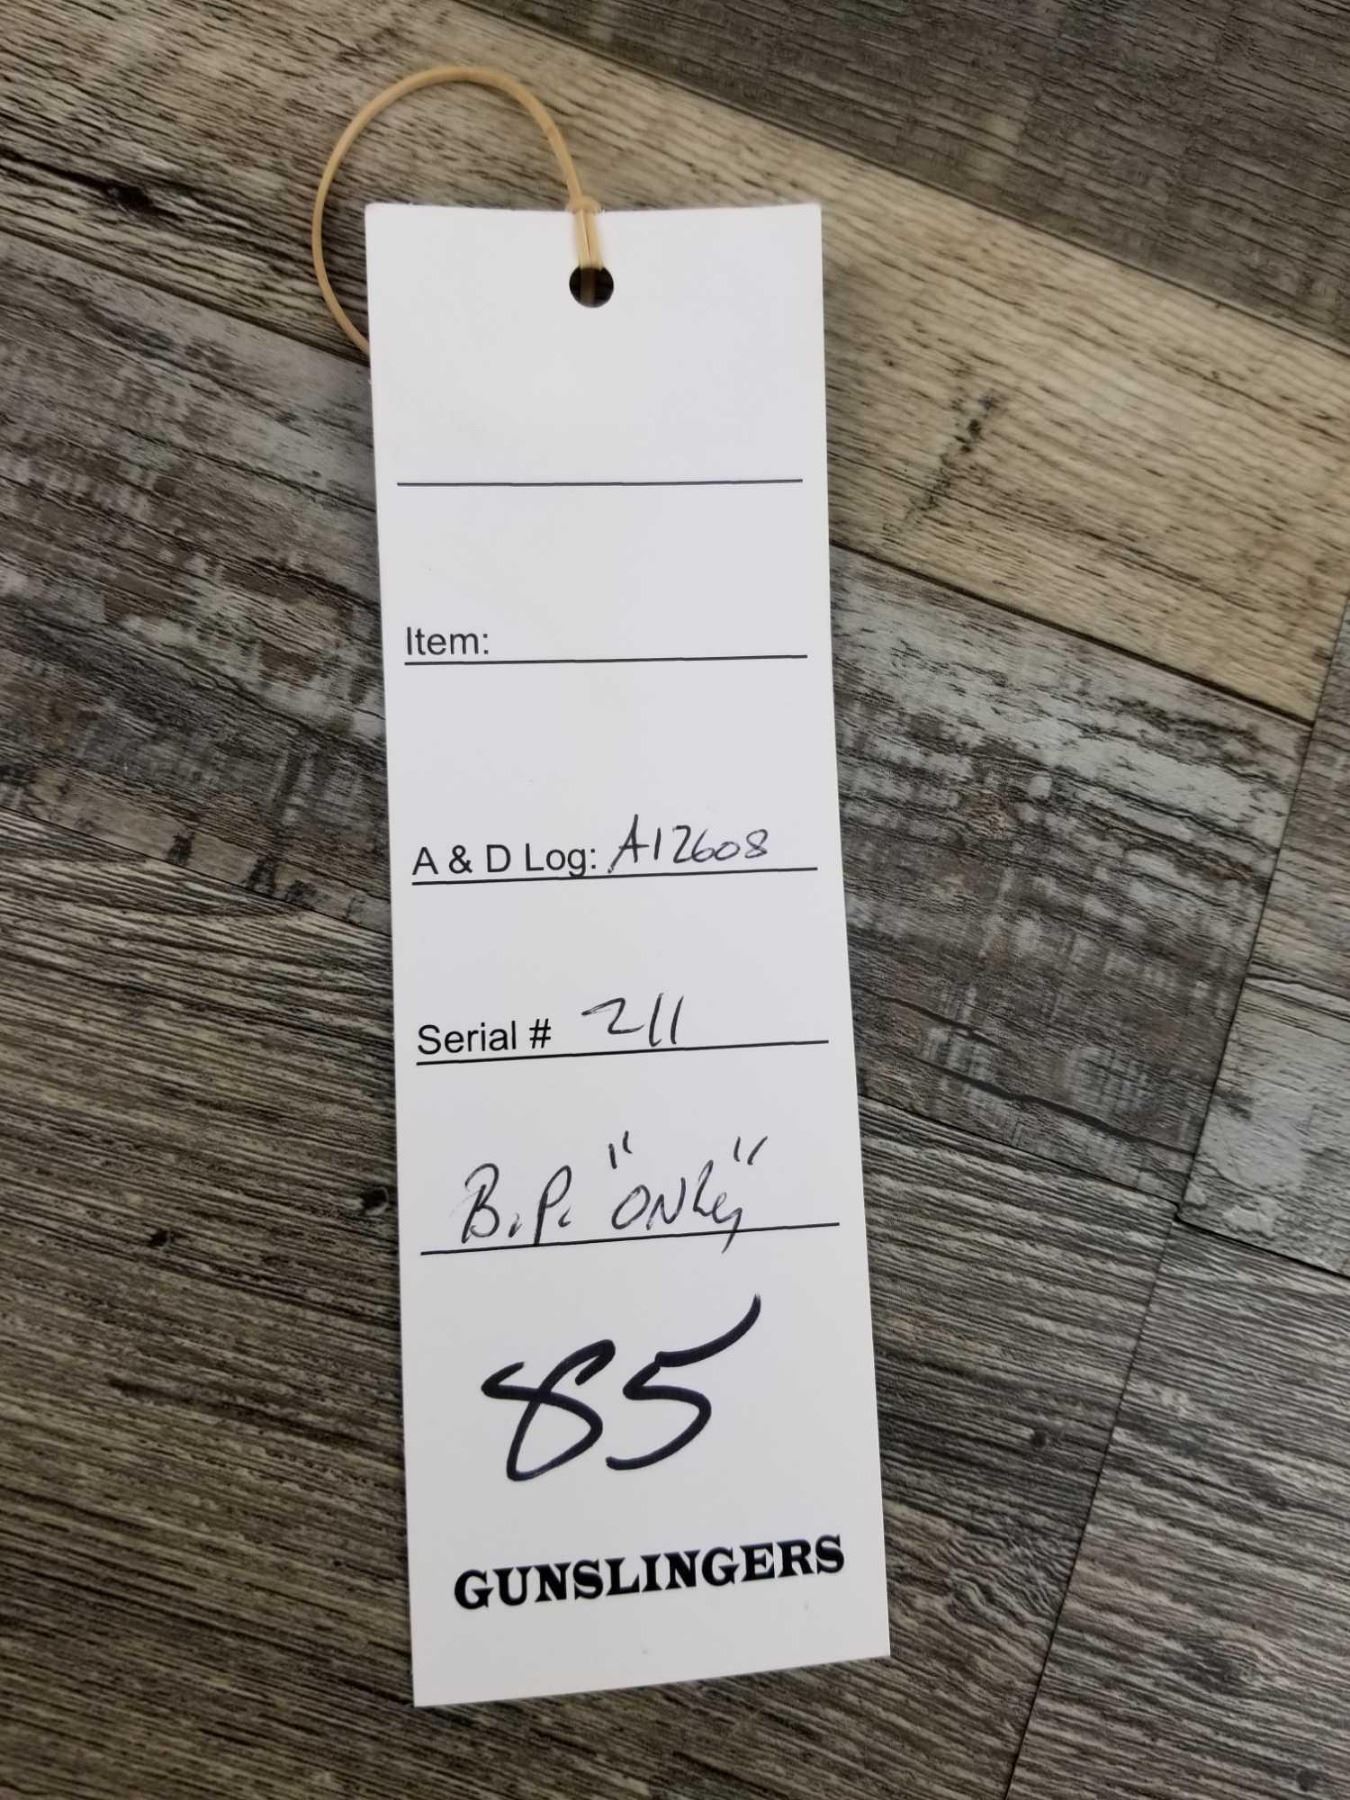 Item:
A & D Log: A12608
Serial # 211
B.P. "ONLy"
85
GUNSLINGERS